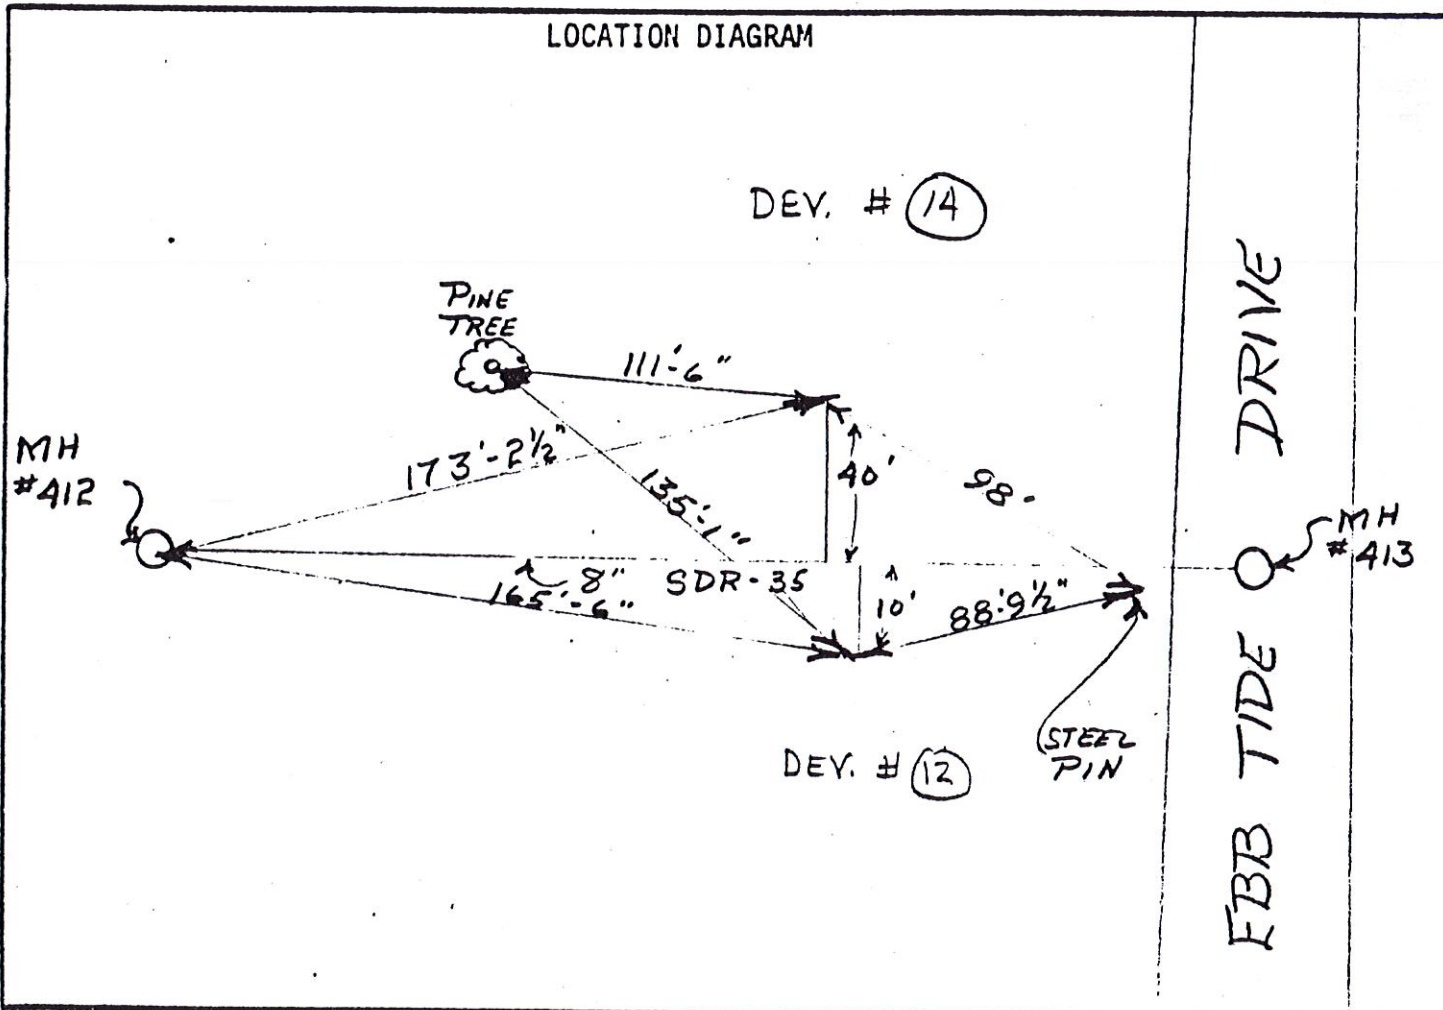 LOCATION DIAGRAM
DEV. # 14
PINE
TREE
111'-6"
MH
#412
173'-2½"
135'-1"
40'
98'
MH
#413
8" SDR-35
165'-6"
10'
88'9½"
STEEL
PIN
DEV. # 12
EBB TIDE DRIVE